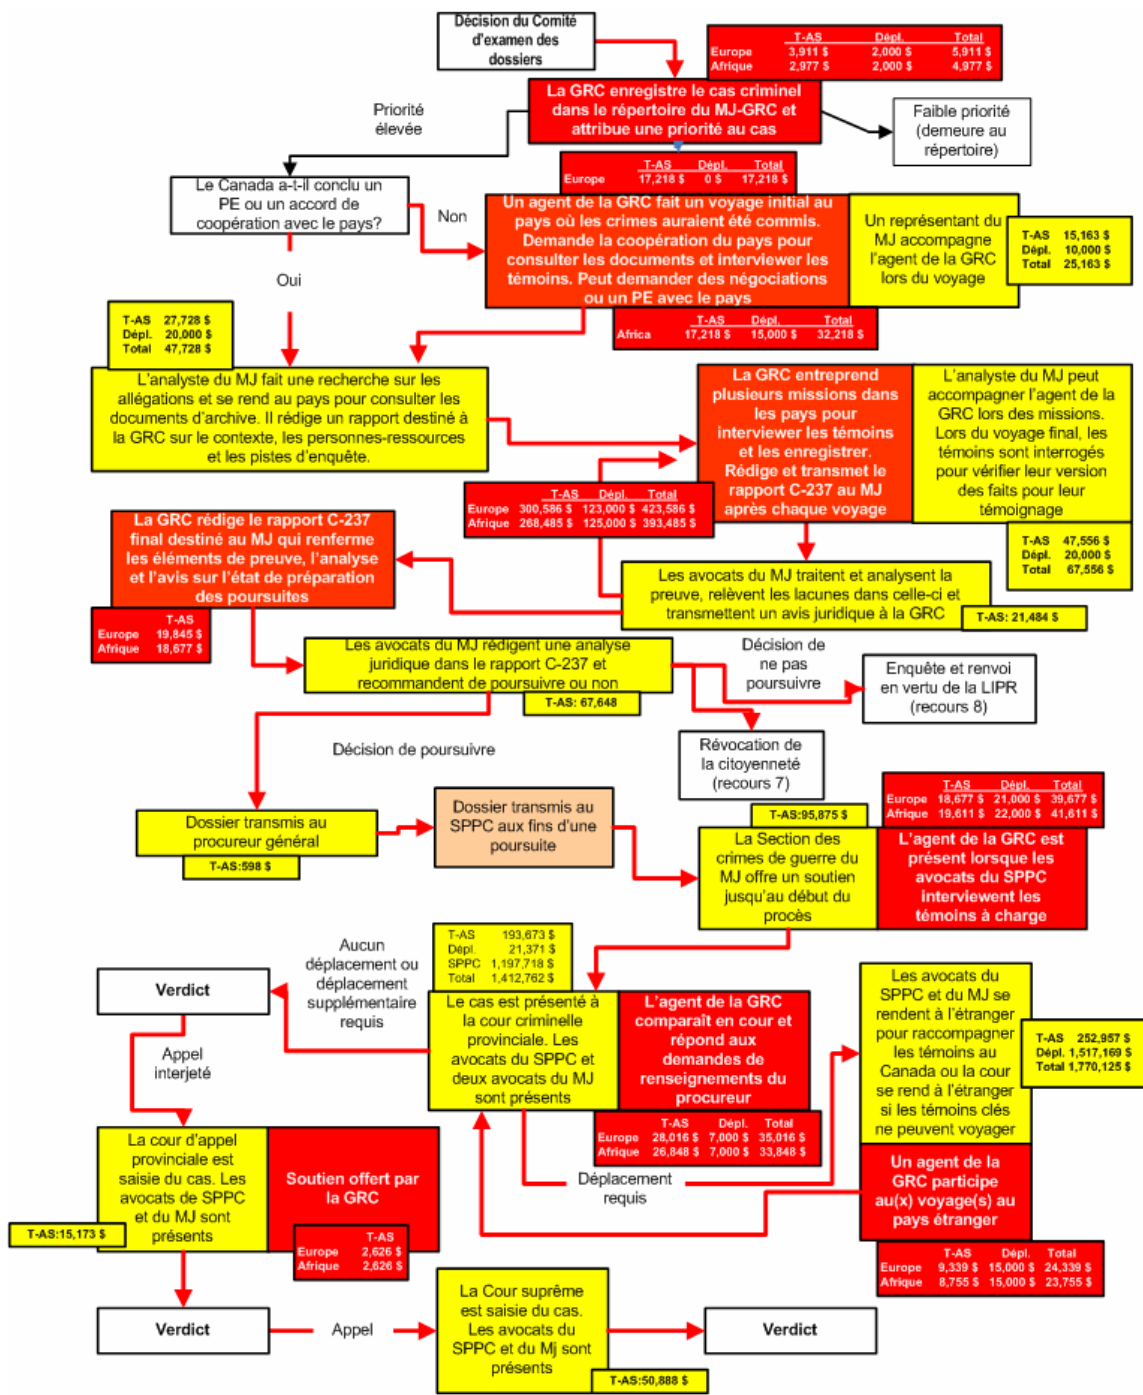 Décision du Comité
d'examen des
dossiers
T-AS Dépl. Total
Europe 3,911 $ 2,000 $ 5,911 $
Afrique 2,977 $ 2,000 $ 4,977 $
La GRC enregistre le cas criminel
dans le répertoire du MJ-GRC et
attribue une priorité au cas
Priorité
élevée
Faible priorité
(demeure au
répertoire)
T-AS Dépl. Total
Europe 17,218 $ 0 $ 17,218 $
Le Canada a-t-il conclu un
PE ou un accord de
coopération avec le pays?
Non
Oui
Un agent de la GRC fait un voyage initial au
pays où les crimes auraient été commis.
Demande la coopération du pays pour
consulter les documents et interviewer les
témoins. Peut demander des négociations
ou un PE avec le pays
Un représentant du
MJ accompagne
l'agent de la GRC
lors du voyage
T-AS 15,163 $
Dépl. 10,000 $
Total 25,163 $
T-AS Dépl. Total
Africa 17,218 $ 15,000 $ 32,218 $
T-AS 27,728 $
Dépl. 20,000 $
Total 47,728 $
L'analyste du MJ fait une recherche sur les
allégations et se rend au pays pour consulter les
documents d'archive. Il rédige un rapport destiné à
la GRC sur le contexte, les personnes-ressources
et les pistes d'enquête.
La GRC entreprend
plusieurs missions dans
les pays pour
interviewer les témoins
et les enregistrer.
Rédige et transmet le
rapport C-237 au MJ
après chaque voyage
L'analyste du MJ peut
accompagner l'agent de la
GRC lors des missions.
Lors du voyage final, les
témoins sont interrogés
pour vérifier leur version
des faits pour leur
témoignage
T-AS Dépl. Total
Europe 300,586 $ 123,000 $ 423,586 $
Afrique 268,485 $ 125,000 $ 393,485 $
T-AS 47,556 $
Dépl. 20,000 $
Total 67,556 $
La GRC rédige le rapport C-237
final destiné au MJ qui renferme
les éléments de preuve, l'analyse
et l'avis sur l'état de préparation
des poursuites
T-AS
Europe 19,845 $
Afrique 18,677 $
Les avocats du MJ traitent et analysent la
preuve, relèvent les lacunes dans celle-ci et
transmettent un avis juridique à la GRC
T-AS: 21,484 $
Les avocats du MJ rédigent une analyse
juridique dans le rapport C-237 et
recommandent de poursuivre ou non
T-AS: 67,648
Décision de
ne pas
poursuivre
Enquête et renvoi
en vertu de la LIPR
(recours 8)
Révocation de
la citoyenneté
(recours 7)
Décision de poursuivre
Dossier transmis au
procureur général
T-AS:598 $
Dossier transmis au
SPPC aux fins d'une
poursuite
T-AS:95,875 $
La Section des
crimes de guerre du
MJ offre un soutien
jusqu'au début du
procès
T-AS Dépl. Total
Europe 18,677 $ 21,000 $ 39,677 $
Afrique 19,611 $ 22,000 $ 41,611 $
L'agent de la GRC est
présent lorsque les
avocats du SPPC
interviewent les
témoins à charge
T-AS 193,673 $
Dépl 21,371 $
SPPC 1,197,718 $
Total 1,412,762 $
Aucun
déplacement ou
déplacement
supplémentaire
requis
Verdict
Le cas est présenté à
la cour criminelle
provinciale. Les
avocats du SPPC et
deux avocats du MJ
sont présents
L'agent de la GRC
comparaît en cour et
répond aux
demandes de
renseignements du
procureur
T-AS Dépl. Total
Europe 28,016 $ 7,000 $ 35,016 $
Afrique 26,848 $ 7,000 $ 33,848 $
Les avocats du
SPPC et du MJ se
rendent à l'étranger
pour raccompagner
les témoins au
Canada ou la cour
se rend à l'étranger
si les témoins clés
ne peuvent voyager
T-AS 252,957 $
Dépl. 1,517,169 $
Total 1,770,125 $
Un agent de la
GRC participe
au(x) voyage(s) au
pays étranger
T-AS Dépl. Total
Europe 9,339 $ 15,000 $ 24,339 $
Afrique 8,755 $ 15,000 $ 23,755 $
Déplacement
requis
Appel
interjeté
La cour d'appel
provinciale est
saisie du cas. Les
avocats de SPPC
et du MJ sont
présents
T-AS:15,173 $
Soutien offert par
la GRC
T-AS
Europe 2,626 $
Afrique 2,626 $
Verdict
Appel
La Cour suprême
est saisie du cas.
Les avocats du
SPPC et du Mj sont
présents
T-AS:50,888 $
Verdict